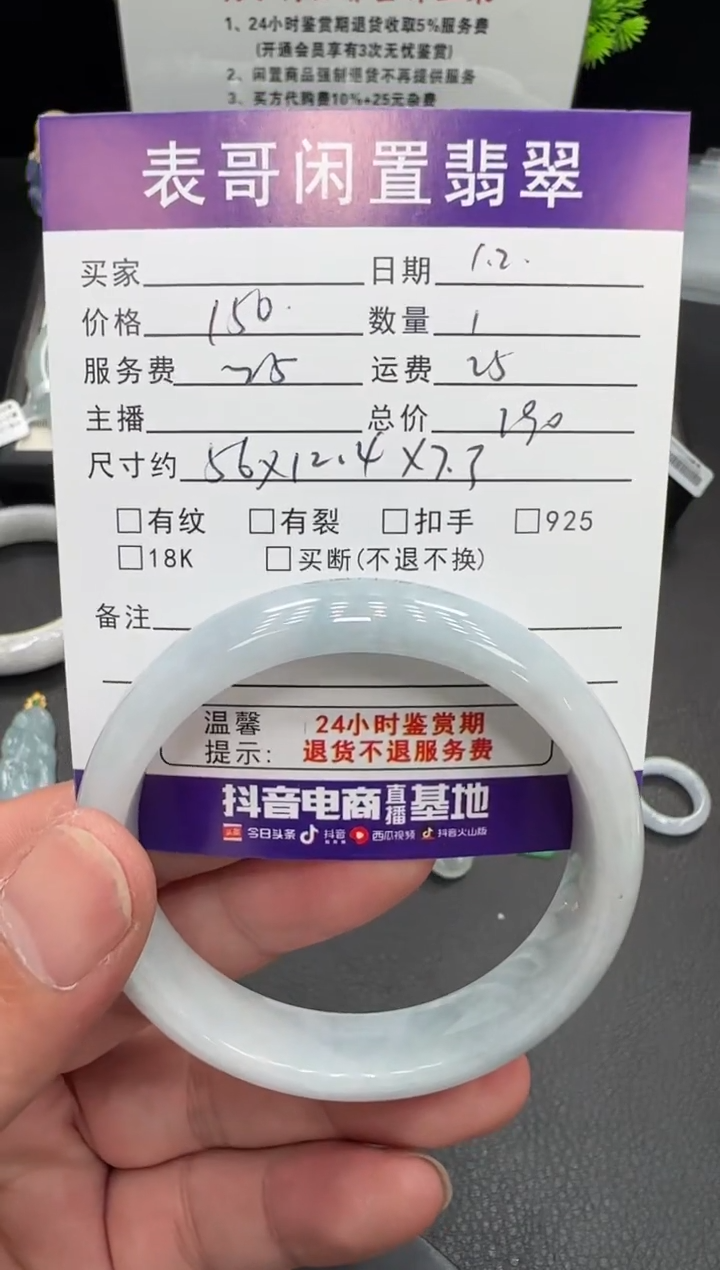 1、24小时鉴赏期退货收取5%服务费
(开通会员享有3次无忧鉴赏)
2、闲置商品强制退货不再提供服务
3、买方代购费10%+25元杂费
表哥闲置翡翠
买家 日期 1.2.
价格 150. 数量 1
服务费 运费 25
主播 总价 190
尺寸约 56X12.4X7.3
□有纹 □有裂 □扣手 □925
□18K □买断(不退不换)
备注
温馨 24小时鉴赏期
提示: 退货不退服务费
抖音电商直播基地
头条 今日头条 抖音 西瓜视频 抖音火山版